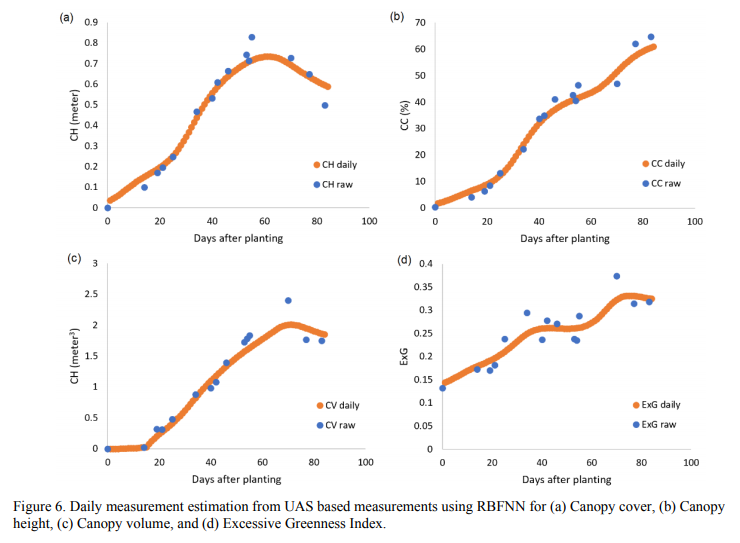 (a)
0.9
0.8
0.7
0.6
0.5
0.4
0.3
0.2
0.1
0
CH (meter)
CH daily
CH raw
0 20 40 60 80 100
Days after planting
(b)
70
60
50
40
30
20
10
0
CC (%)
CC daily
CC raw
0 20 40 60 80 100
Days after planting
(c)
3
2.5
2
1.5
1
0.5
0
CH (meter³)
CV daily
CV raw
0 20 40 60 80 100
Days after planting
(d)
0.4
0.35
0.3
0.25
0.2
0.15
0.1
0.05
0
ExG
ExG daily
ExG raw
0 20 40 60 80 100
Days after planting
Figure 6. Daily measurement estimation from UAS based measurements using RBFNN for (a) Canopy cover, (b) Canopy
height, (c) Canopy volume, and (d) Excessive Greenness Index.